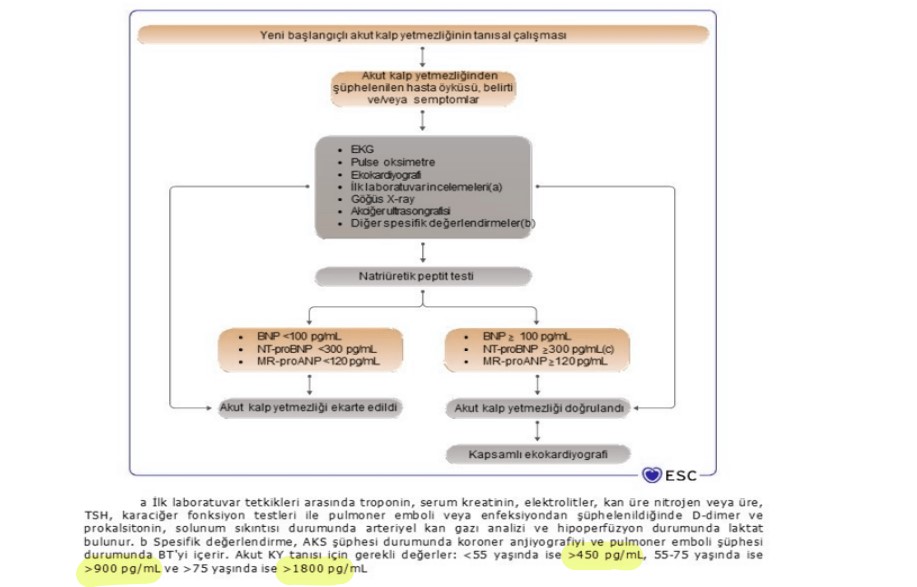 Yeni başlangıçlı akut kalp yetmezliğinin tanısal çalışması
Akut kalp yetmezliğinden
şüphelenilen hasta öyküsü, belirti
ve/veya semptomlar
• EKG
• Pulse oksimetre
• Ekokardiyografi
• İlk laboratuvar incelemeleri(a)
• Göğüs X-ray
• Akciğer ultrasongrafisi
• Diğer spesifik değerlendirmeler(b)
Natriüretik peptit testi
• BNP <100 pg/mL
• NT-proBNP <300 pg/mL
• MR-proANP <120 pg/mL
• BNP ≥ 100 pg/mL
• NT-proBNP ≥300 pg/mL(c)
• MR-proANP ≥ 120 pg/mL
Akut kalp yetmezliği ekarte edildi
Akut kalp yetmezliği doğrulandı
Kapsamlı ekokardiyografi
ESC
a İlk laboratuvar tetkikleri arasında troponin, serum kreatinin, elektrolitler, kan üre nitrojen veya üre,
TSH, karaciğer fonksiyon testleri ile pulmoner emboli veya enfeksiyondan şüphelenildiğinde D-dimer ve
prokalsitonin, solunum sıkıntısı durumunda arteriyel kan gazı analizi ve hipoperfüzyon durumunda laktat
bulunur. b Spesifik değerlendirme, AKS şüphesi durumunda koroner anjiyografiyi ve pulmoner emboli şüphesi
durumunda BT'yi içerir. Akut KY tanısı için gerekli değerler: <55 yaşında ise >450 pg/mL, 55-75 yaşında ise
>900 pg/mL ve >75 yaşında ise >1800 pg/mL